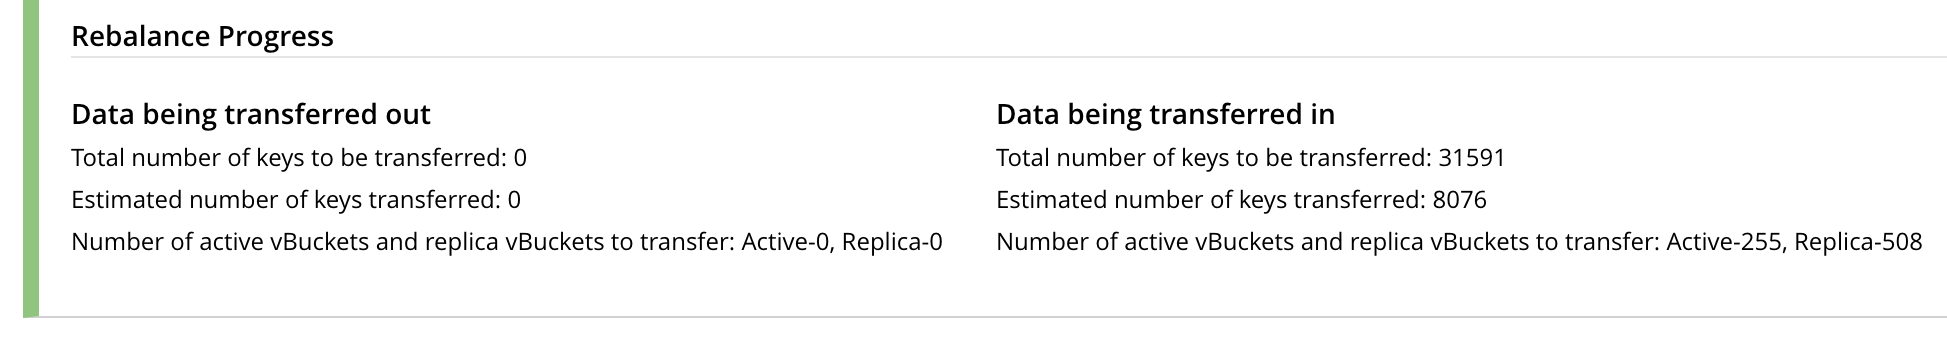 Rebalance Progress
Data being transferred out
Total number of keys to be transferred: 0
Estimated number of keys transferred: 0
Number of active vBuckets and replica vBuckets to transfer: Active-0, Replica-0
Data being transferred in
Total number of keys to be transferred: 31591
Estimated number of keys transferred: 8076
Number of active vBuckets and replica vBuckets to transfer: Active-255, Replica-508